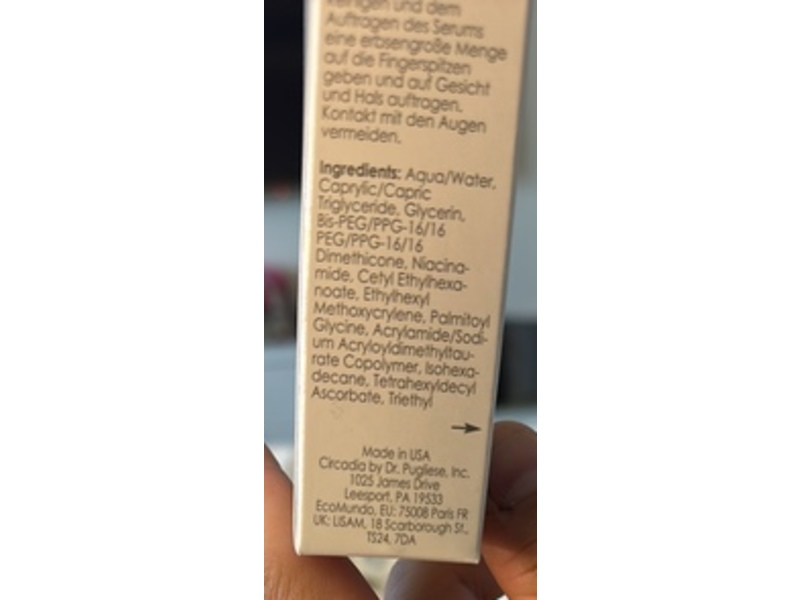 reinigen und dem
Auftragen des Serums
eine erbsengroße Menge
auf die Fingerspitzen
geben und auf Gesicht
und Hals auftragen.
Kontakt mit den Augen
vermeiden.
Ingredients: Aqua/Water,
Caprylic/Capric
Triglyceride, Glycerin,
Bis-PEG/PPG-16/16
PEG/PPG-16/16
Dimethicone, Niacina-
mide, Cetyl Ethylhexa-
noate, Ethylhexyl
Methoxycrylene, Palmitoyl
Glycine, Acrylamide/Sodi-
um Acryloyldimethyltau-
rate Copolymer, Isohexa-
decane, Tetrahexyldecyl
Ascorbate, Triethyl
Made in USA
Circadia by Dr. Pugliese, Inc.
1025 James Drive
Leesport, PA 19533
EcoMundo, EU: 75008 Paris FR
UK: LISAM, 18 Scarborough St.,
TS24, 7DA